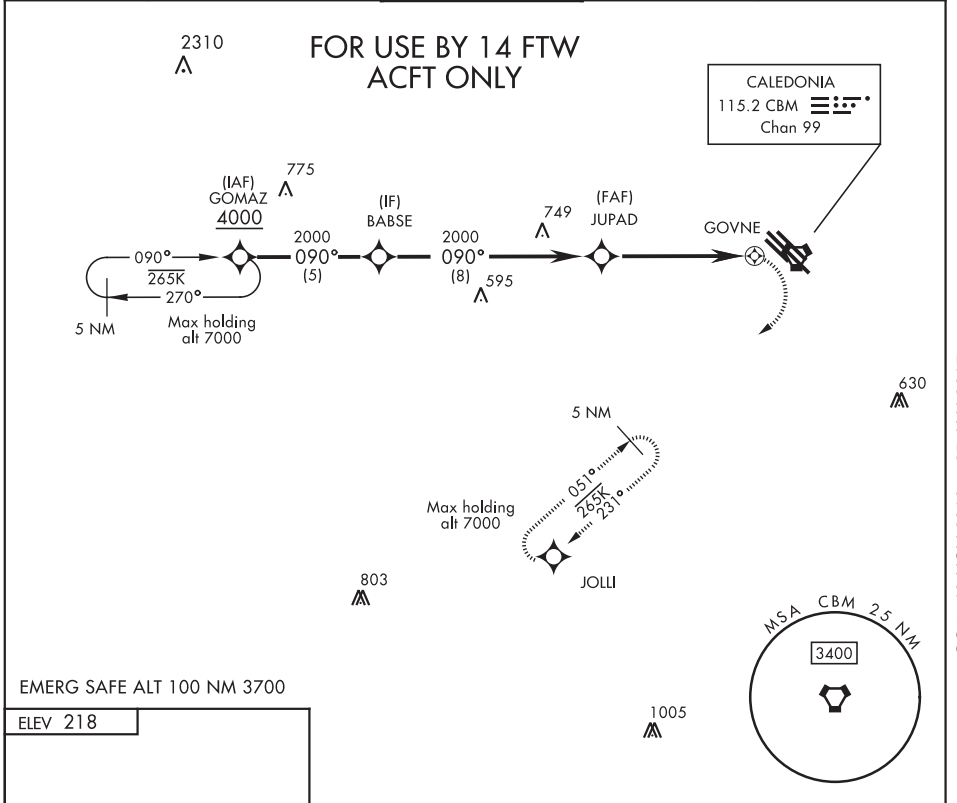 2310
FOR USE BY 14 FTW
ACFT ONLY
CALEDONIA
115.2 CBM
Chan 99
(IAF)
GOMAZ
4000
775
(IF)
BABSE
749
(FAF)
JUPAD
GOVNE
090°
265K
270°
5 NM
Max holding
alt 7000
2000
090°
(5)
2000
090°
(8)
595
630
5 NM
051°
265K
231°
Max holding
alt 7000
JOLLI
803
MSA CBM 25 NM
3400
EMERG SAFE ALT 100 NM 3700
ELEV 218
1005